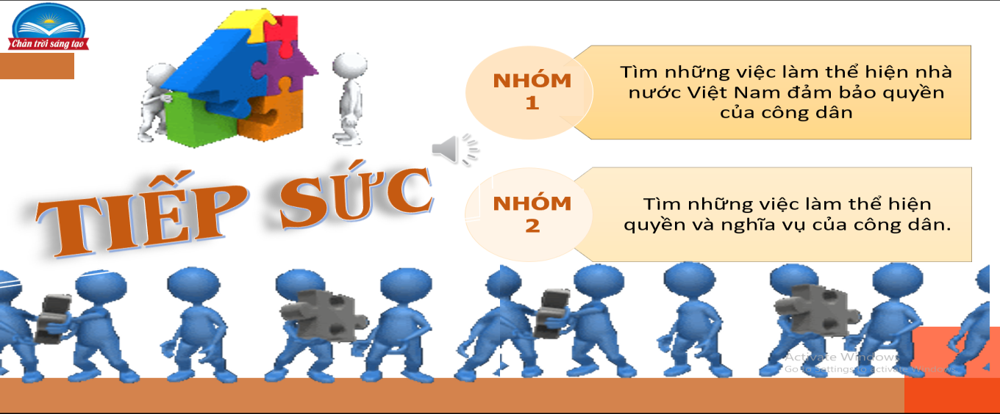 Chân trời sáng tạo
TIẾP SỨC
NHÓM
1
Tìm những việc làm thể hiện nhà
nước Việt Nam đảm bảo quyền
của công dân
NHÓM
2
Tìm những việc làm thể hiện
quyền và nghĩa vụ của công dân.
Activate Windows
Go to Settings to activate Windows.